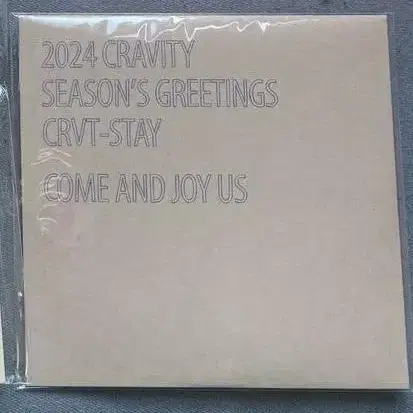 2024 CRAVITY
SEASON'S GREETINGS
CRVT-STAY
COME AND JOY US